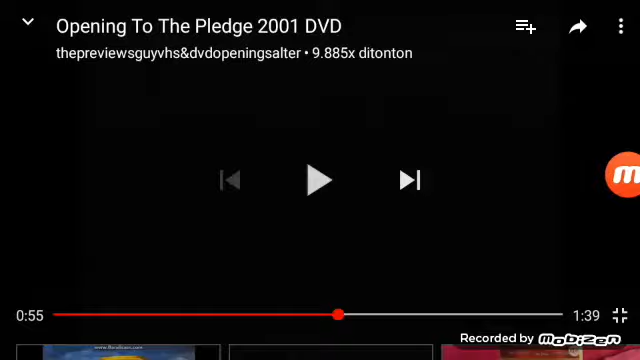 Opening To The Pledge 2001 DVD
thepreviewsguyvhs&dvdopeningsalter • 9.885x ditonton
0:55
1:39
Recorded by MOBIZEN